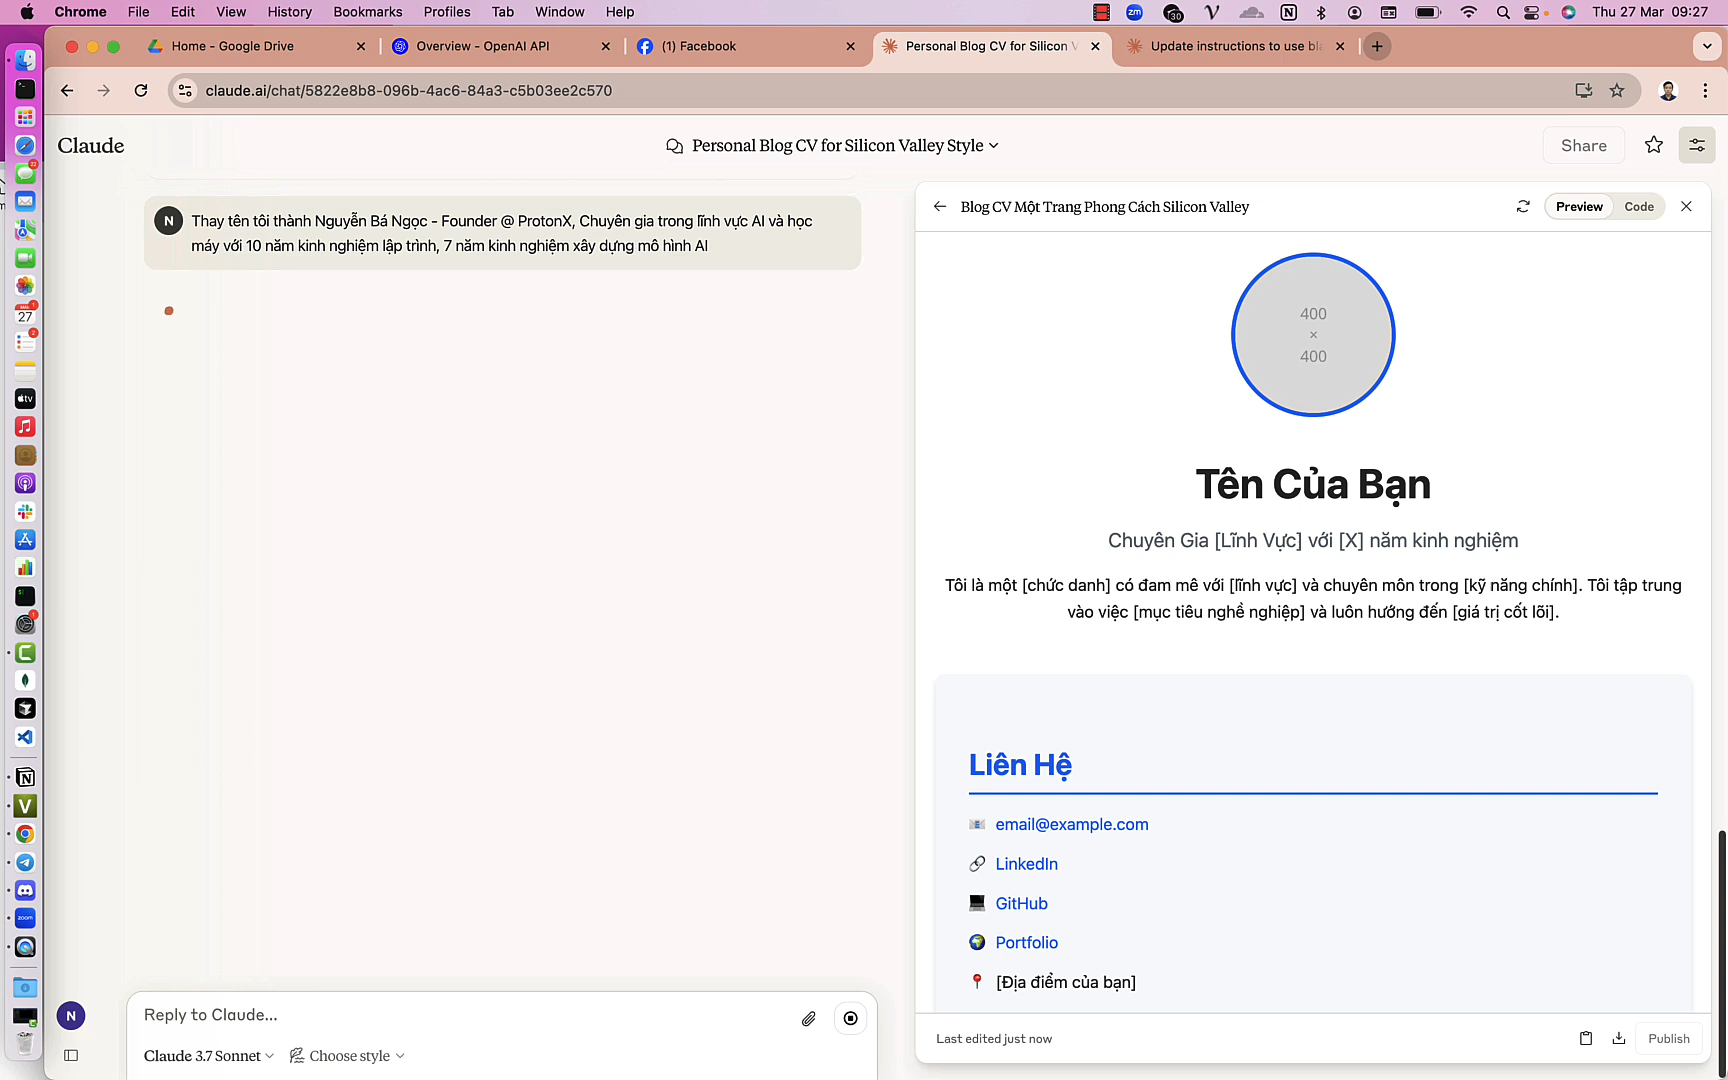 Chrome File Edit View History Bookmarks Profiles Tab Window Help
zm
30
Thu 27 Mar 09:27
Home - Google Drive
Overview - OpenAI API
(1) Facebook
Personal Blog CV for Silicon V
Update instructions to use bla
claude.ai/chat/5822e8b8-096b-4ac6-84a3-c5b03ee2c570
Claude
Personal Blog CV for Silicon Valley Style
Share
N
Thay tên tôi thành Nguyễn Bá Ngọc - Founder @ ProtonX, Chuyên gia trong lĩnh vực AI và học
máy với 10 năm kinh nghiệm lập trình, 7 năm kinh nghiệm xây dựng mô hình AI
Blog CV Một Trang Phong Cách Silicon Valley
Preview
Code
400
×
400
Tên Của Bạn
Chuyên Gia [Lĩnh Vực] với [X] năm kinh nghiệm
Tôi là một [chức danh] có đam mê với [lĩnh vực] và chuyên môn trong [kỹ năng chính]. Tôi tập trung
vào việc [mục tiêu nghề nghiệp] và luôn hướng đến [giá trị cốt lõi].
Liên Hệ
email@example.com
LinkedIn
GitHub
Portfolio
[Địa điểm của bạn]
Last edited just now
Publish
N
Reply to Claude...
Claude 3.7 Sonnet
Choose style
22
27
tv
zoom